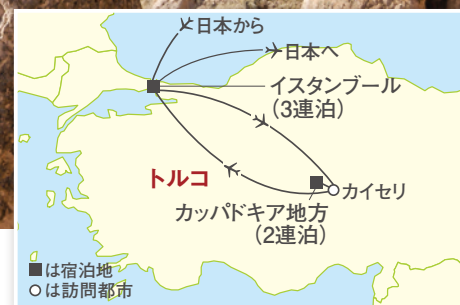 日本から
日本へ
イスタンブール
（3連泊）
トルコ
カイセリ
カッパドキア地方
（2連泊）
■は宿泊地
○は訪問都市